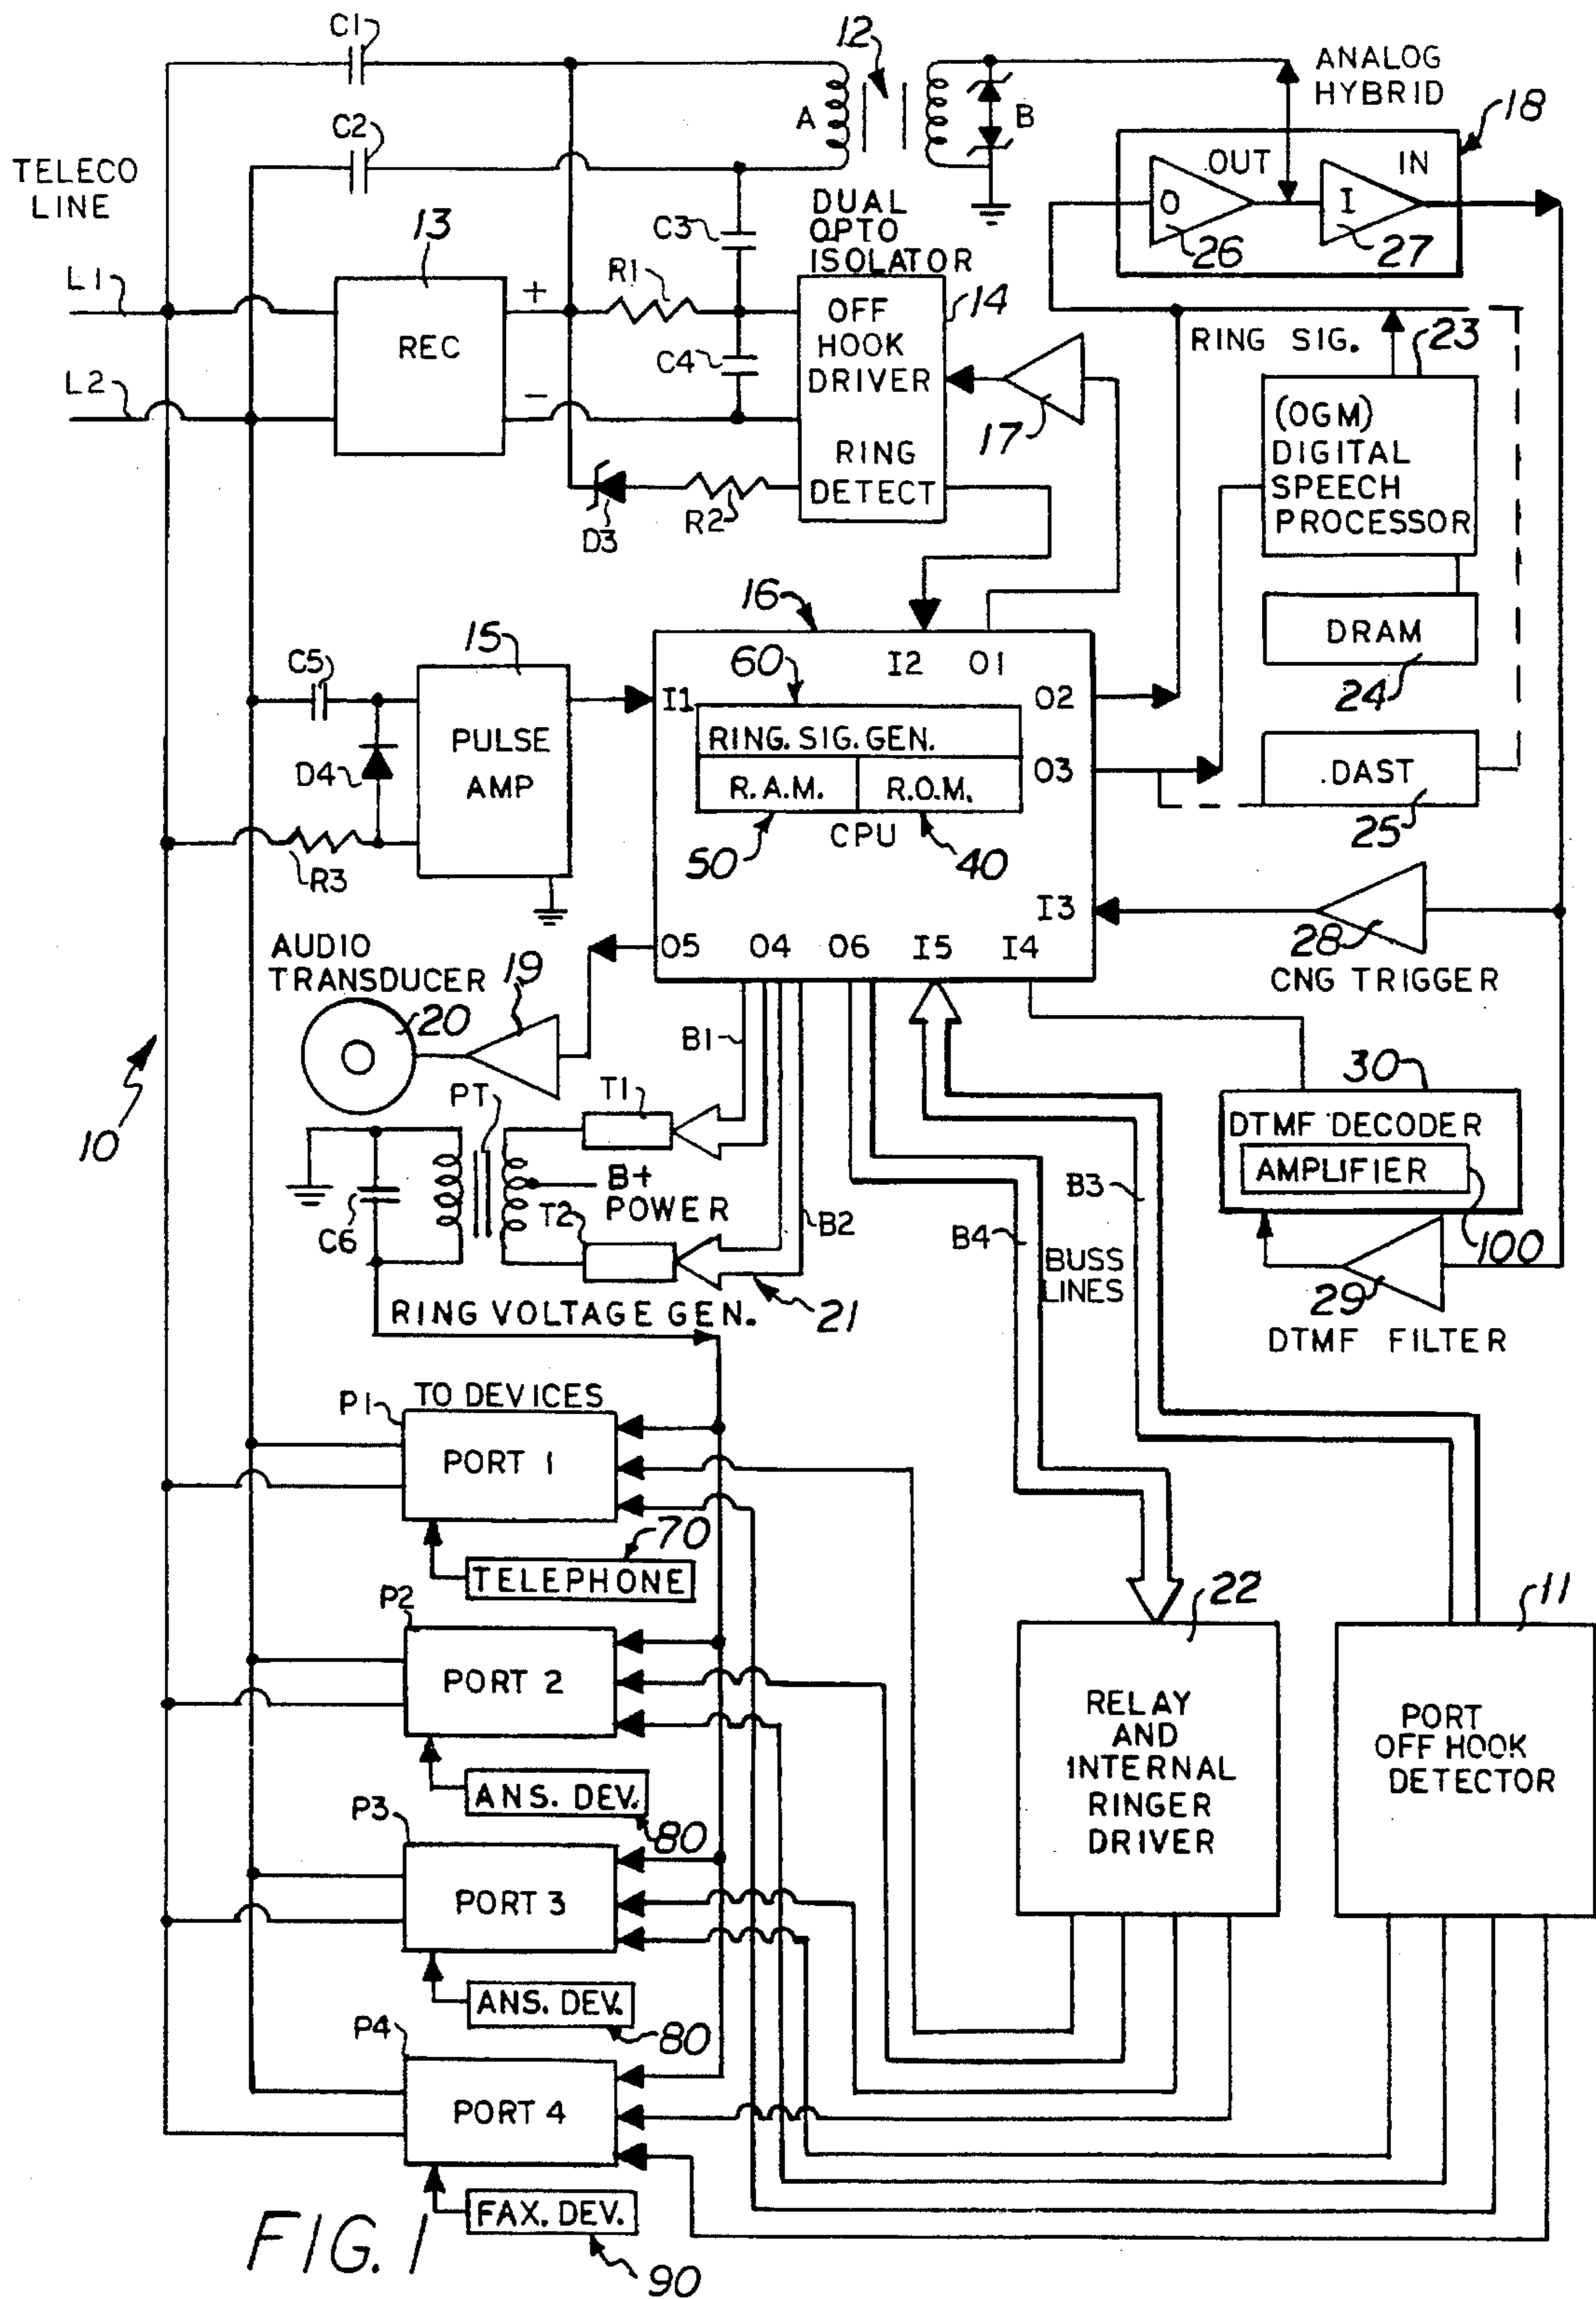 C1
12
ANALOG
HYBRID
18
A
B
C2
TELECO
LINE
.OUT
IN
O
I
26
27
DUAL
OPTO
ISOLATOR
C3
13
L1
+
R1
14
REC
OFF
HOOK
DRIVER
C4
L2
−
17
RING SIG.
23
(OGM)
DIGITAL
SPEECH
PROCESSOR
RING
DETECT
D3
R2
DRAM
24
16
15
C5
60
I2
O1
I1
O2
PULSE
AMP
D4
RING. SIG. GEN.
R.A.M.
R.O.M.
CPU
50
40
O3
.DAST
25
R3
I3
28
CNG TRIGGER
AUDIO
TRANSDUCER
19
O5
O4
O6
I5
I4
20
10
B1
PT
T1
30
DTMF DECODER
AMPLIFIER
100
B+
POWER
T2
C6
B2
B3
B4
BUSS
LINES
29
DTMF FILTER
RING VOLTAGE GEN.
21
TO DEVICES
P1
PORT 1
70
TELEPHONE
P2
PORT 2
22
11
RELAY
AND
INTERNAL
RINGER
DRIVER
PORT
OFF HOOK
DETECTOR
ANS. DEV.
80
P3
PORT 3
ANS. DEV.
80
P4
PORT 4
FAX. DEV.
90
FIG. 1